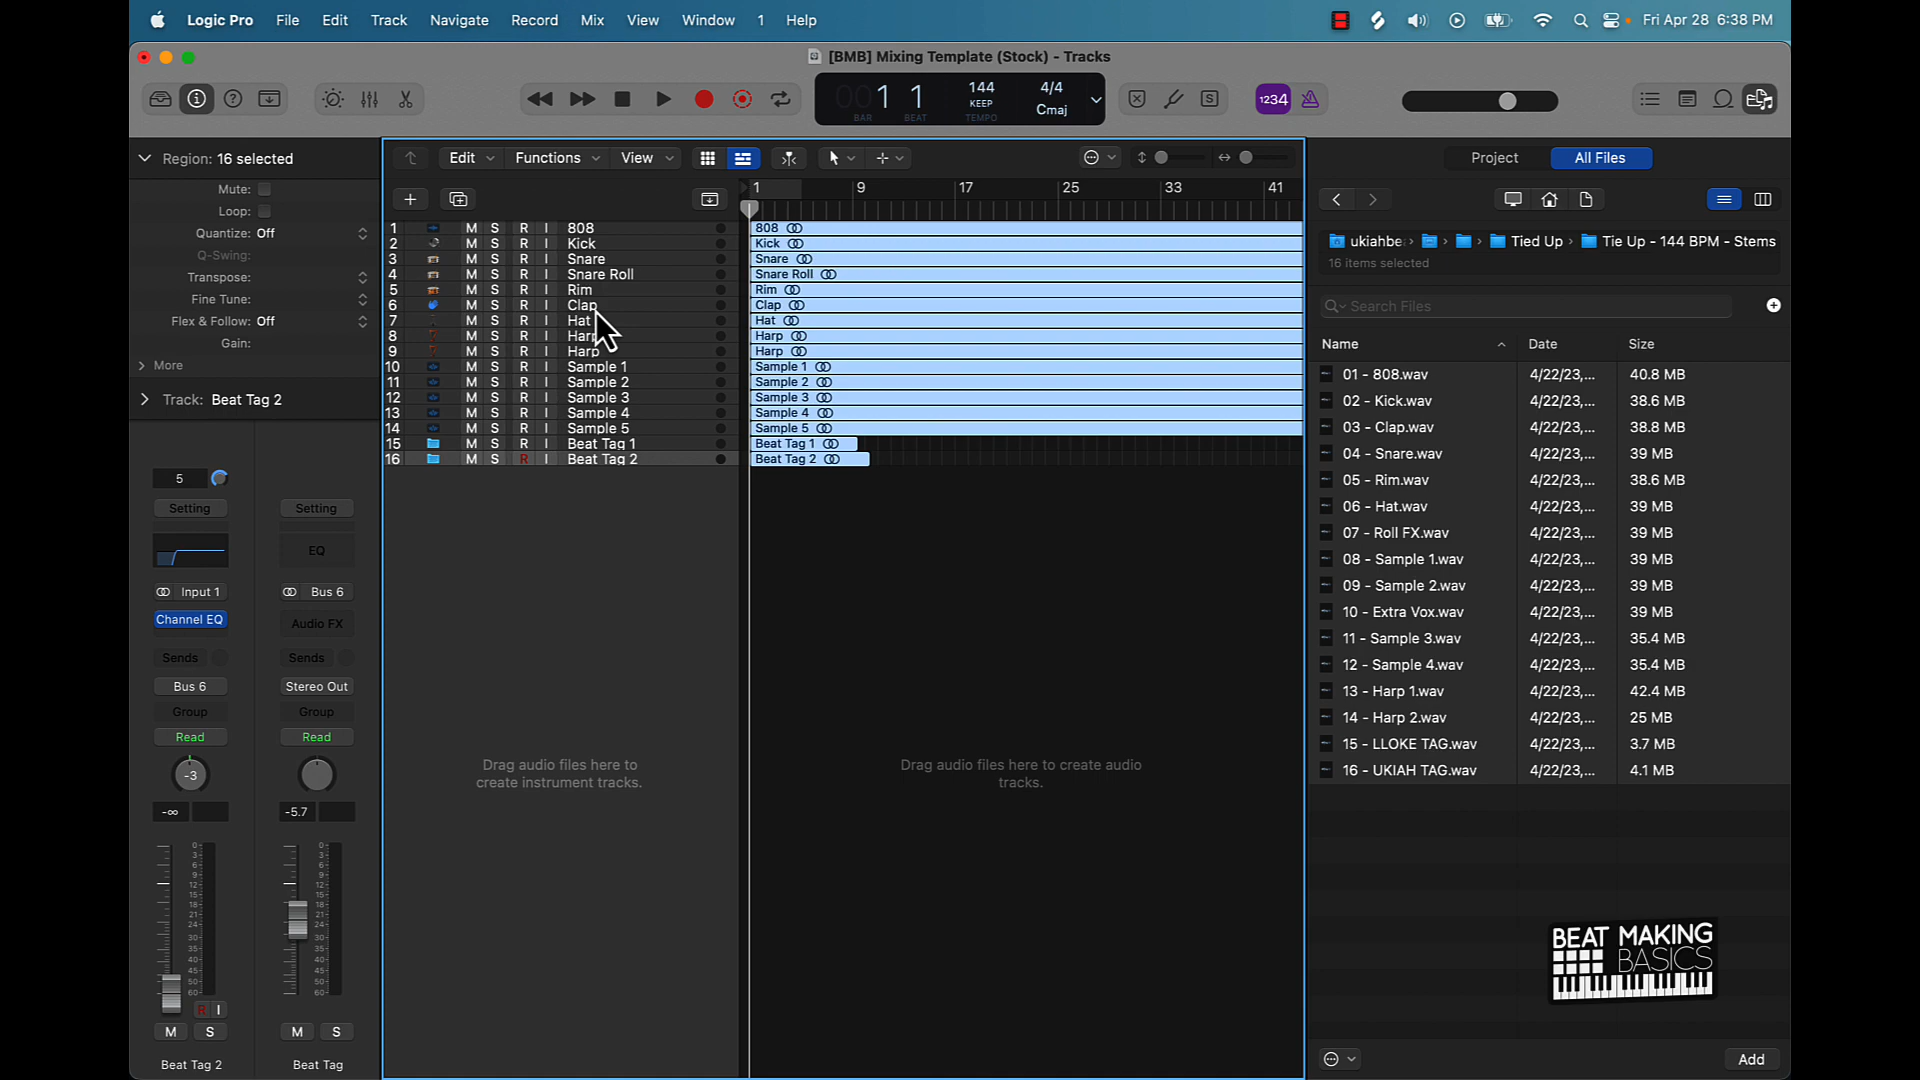 Logic Pro File Edit Track Navigate Record Mix View Window 1 Help Fri Apr 28 6:38 PM
[BMB] Mixing Template (Stock) - Tracks
001 1 144 4/4
KEEP Cmaj
BAR BEAT TEMPO
1234
Region: 16 selected
Mute:
Loop:
Quantize: Off
Q-Swing:
Transpose:
Fine Tune:
Flex & Follow: Off
Gain:
More
Track: Beat Tag 2
5
Setting Setting
EQ
Input 1 Bus 6
Channel EQ Audio FX
Sends Sends
Bus 6 Stereo Out
Group Group
Read Read
-3
-∞ -5.7
R I
M S M S
Beat Tag 2 Beat Tag
Edit Functions View
1 9 17 25 33 41
1 M S R I 808 808
2 M S R I Kick Kick
3 M S R I Snare Snare
4 M S R I Snare Roll Snare Roll
5 M S R I Rim Rim
6 M S R I Clap Clap
7 M S R I Hat Hat
8 M S R I Harp Harp
9 M S R I Harp Harp
10 M S R I Sample 1 Sample 1
11 M S R I Sample 2 Sample 2
12 M S R I Sample 3 Sample 3
13 M S R I Sample 4 Sample 4
14 M S R I Sample 5 Sample 5
15 M S R I Beat Tag 1 Beat Tag 1
16 M S R I Beat Tag 2 Beat Tag 2
Drag audio files here to
create instrument tracks.
Drag audio files here to create audio
tracks.
Project All Files
ukiahbe Tied Up Tie Up - 144 BPM - Stems
16 items selected
Search Files
Name Date Size
01 - 808.wav 4/22/23,... 40.8 MB
02 - Kick.wav 4/22/23,... 38.6 MB
03 - Clap.wav 4/22/23,... 38.8 MB
04 - Snare.wav 4/22/23,... 39 MB
05 - Rim.wav 4/22/23,... 38.6 MB
06 - Hat.wav 4/22/23,... 39 MB
07 - Roll FX.wav 4/22/23,... 39 MB
08 - Sample 1.wav 4/22/23,... 39 MB
09 - Sample 2.wav 4/22/23,... 39 MB
10 - Extra Vox.wav 4/22/23,... 39 MB
11 - Sample 3.wav 4/22/23,... 35.4 MB
12 - Sample 4.wav 4/22/23,... 35.4 MB
13 - Harp 1.wav 4/22/23,... 42.4 MB
14 - Harp 2.wav 4/22/23,... 25 MB
15 - LLOKE TAG.wav 4/22/23,... 3.7 MB
16 - UKIAH TAG.wav 4/22/23,... 4.1 MB
BEAT MAKING
BASICS
Add